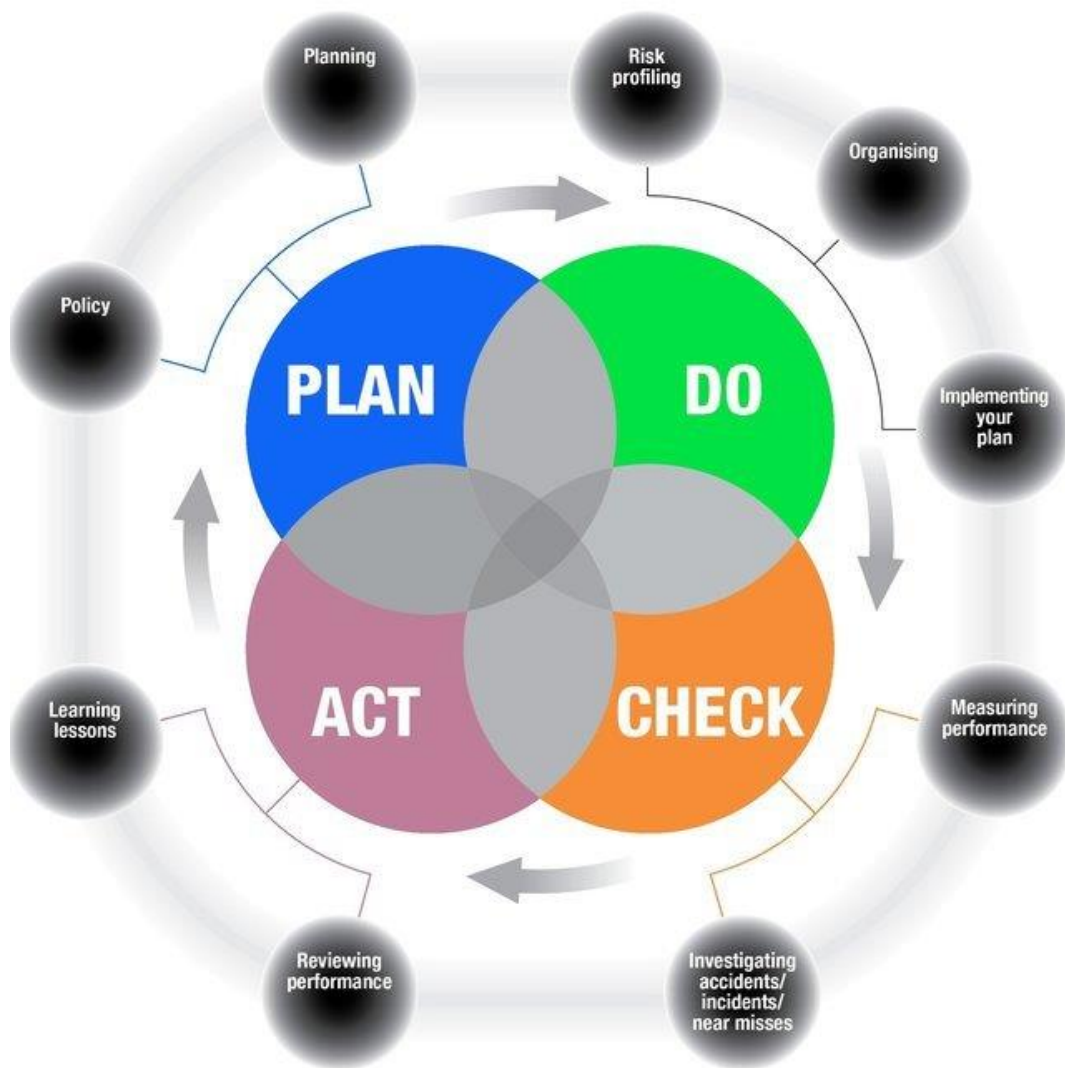 Planning
Risk
profiling
Organising
Policy
PLAN
DO
Implementing
your
plan
Learning
lessons
ACT
CHECK
Measuring
performance
Reviewing
performance
Investigating
accidents/
incidents/
near misses